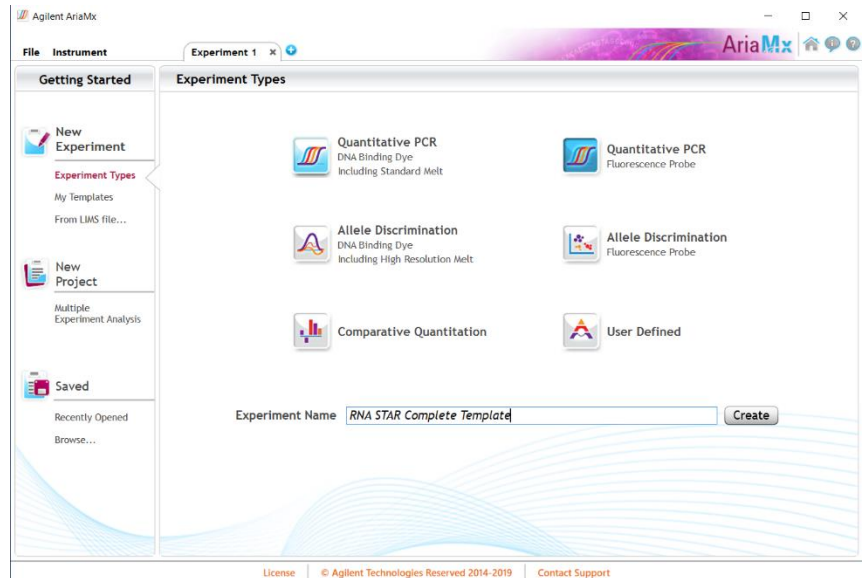 Agilent AriaMx
File Instrument
Experiment 1
AriaMx
Getting Started
Experiment Types
New
Experiment
Experiment Types
My Templates
From LIMS file...
New
Project
Multiple
Experiment Analysis
Saved
Recently Opened
Browse...
Quantitative PCR
DNA Binding Dye
Including Standard Melt
Quantitative PCR
Fluorescence Probe
Allele Discrimination
DNA Binding Dye
Including High Resolution Melt
Allele Discrimination
Fluorescence Probe
Comparative Quantitation
User Defined
Experiment Name RNA STAR Complete Template Create
License © Agilent Technologies Reserved 2014-2019 Contact Support